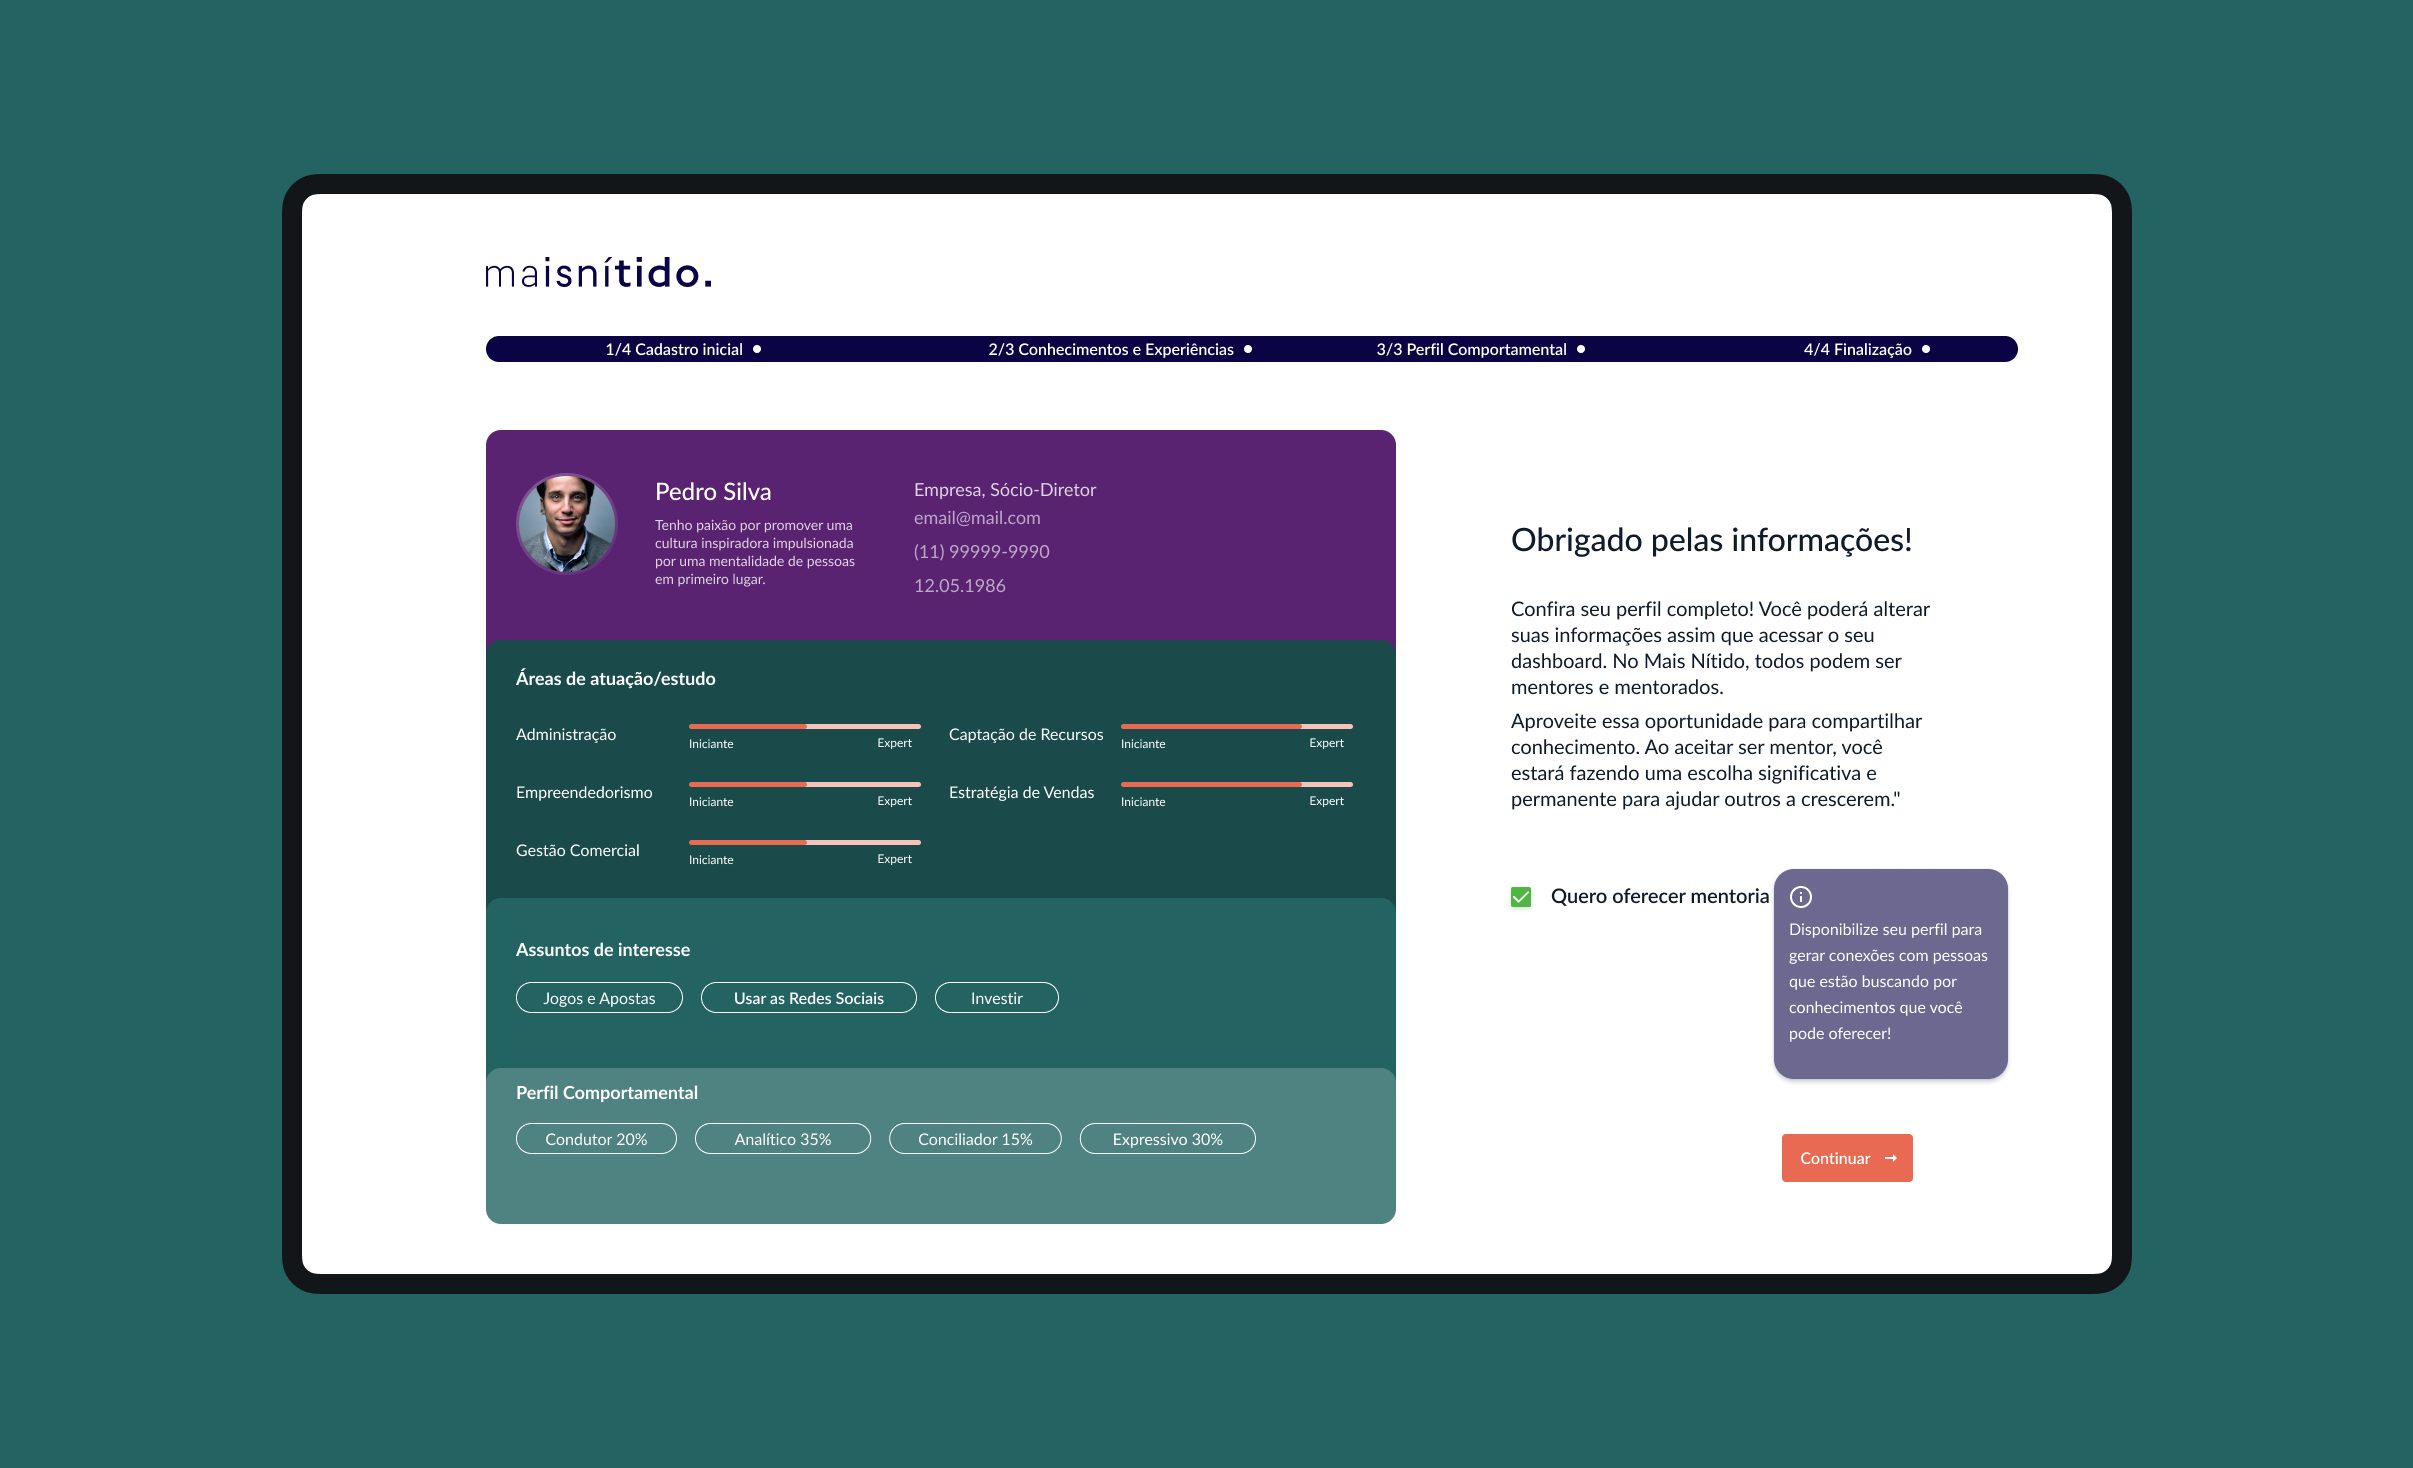 maisnítido.
1/4 Cadastro inicial
2/3 Conhecimentos e Experiências
3/3 Perfil Comportamental
4/4 Finalização
Pedro Silva
Tenho paixão por promover uma
cultura inspiradora impulsionada
por uma mentalidade de pessoas
em primeiro lugar.
Empresa, Sócio-Diretor
email@mail.com
(11) 99999-9990
12.05.1986
Áreas de atuação/estudo
Administração
Iniciante
Expert
Captação de Recursos
Iniciante
Expert
Empreendedorismo
Iniciante
Expert
Estratégia de Vendas
Iniciante
Expert
Gestão Comercial
Iniciante
Expert
Assuntos de interesse
Jogos e Apostas
Usar as Redes Sociais
Investir
Perfil Comportamental
Condutor 20%
Analítico 35%
Conciliador 15%
Expressivo 30%
Obrigado pelas informações!
Confira seu perfil completo! Você poderá alterar
suas informações assim que acessar o seu
dashboard. No Mais Nítido, todos podem ser
mentores e mentorados.
Aproveite essa oportunidade para compartilhar
conhecimento. Ao aceitar ser mentor, você
estará fazendo uma escolha significativa e
permanente para ajudar outros a crescerem."
Quero oferecer mentoria
Disponibilize seu perfil para
gerar conexões com pessoas
que estão buscando por
conhecimentos que você
pode oferecer!
Continuar